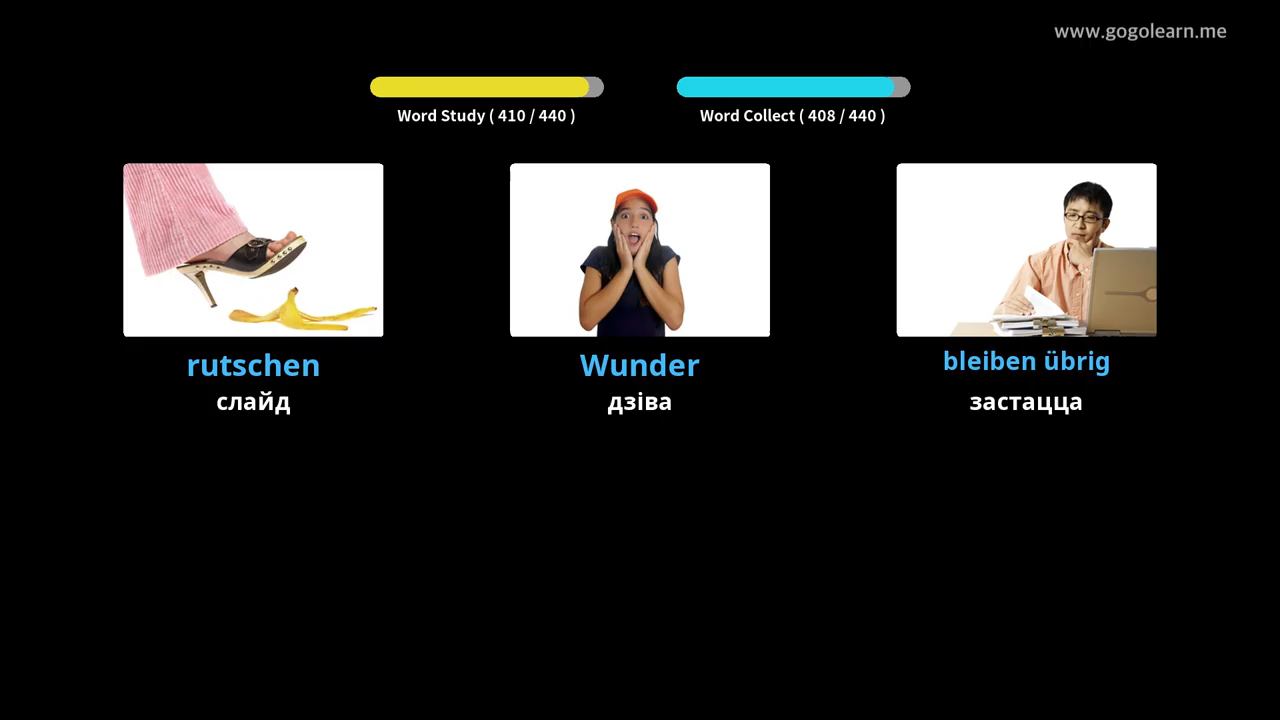 www.gogolearn.me
Word Study ( 410 / 440 )
Word Collect ( 408 / 440 )
rutschen
слайд
Wunder
дзіва
bleiben übrig
застацца